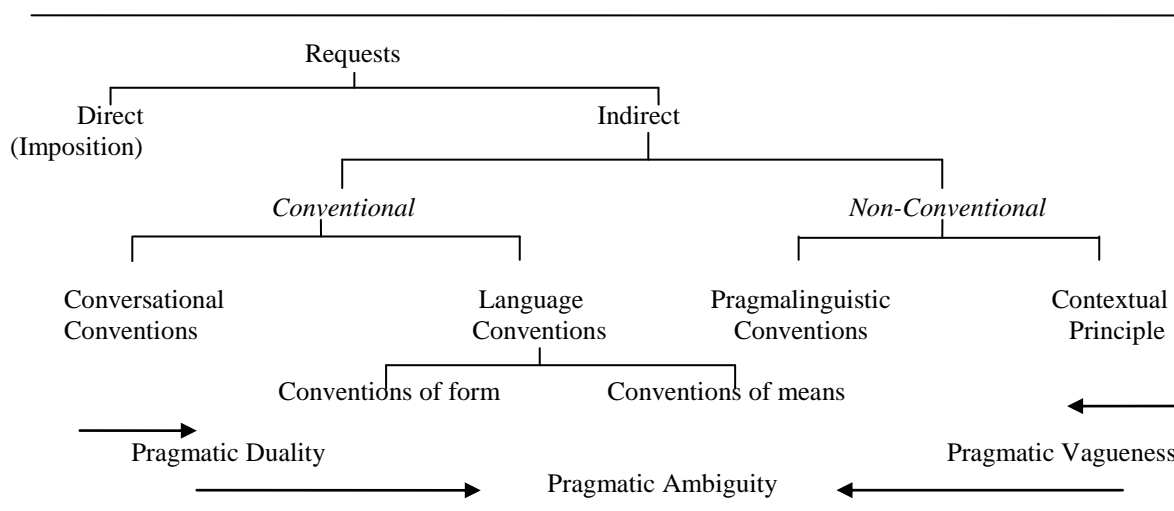 Requests
Direct Indirect
(Imposition)
Conventional Non-Conventional
Conversational Language Pragmalinguistic Contextual
Conventions Conventions Conventions Principle
Conventions of form Conventions of means
Pragmatic Duality Pragmatic Vagueness
Pragmatic Ambiguity